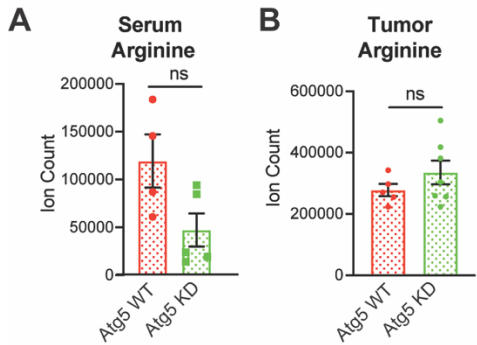 A
Serum
Arginine
ns
200000
150000
100000
50000
0
Ion Count
Atg5 WT
Atg5 KD
B
Tumor
Arginine
ns
600000
400000
200000
0
Ion Count
Atg5 WT
Atg5 KD